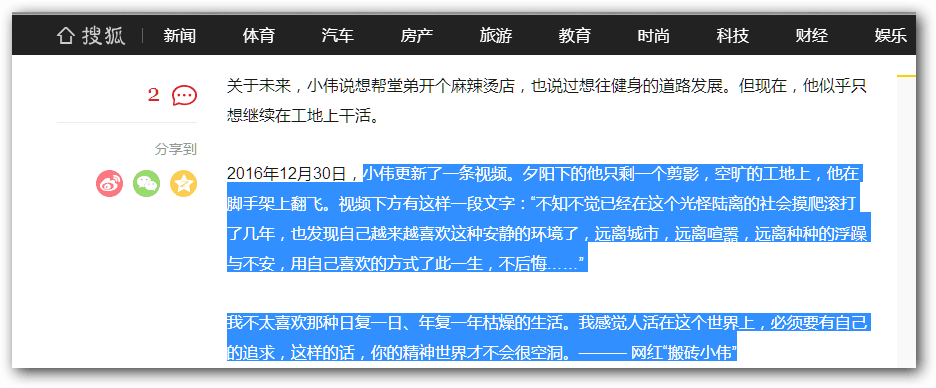 搜狐 新闻 体育 汽车 房产 旅游 教育 时尚 科技 财经 娱乐
2
分享到
关于未来，小伟说想帮堂弟开个麻辣烫店，也说过想往健身的道路发展。但现在，他似乎只
想继续在工地上干活。
2016年12月30日，小伟更新了一条视频。夕阳下的他只剩一个剪影，空旷的工地上，他在
脚手架上翻飞。视频下方有这样一段文字：“不知不觉已经在这个光怪陆离的社会摸爬滚打
了几年，也发现自己越来越喜欢这种安静的环境了，远离城市，远离喧嚣，远离种种的浮躁
与不安，用自己喜欢的方式了此一生，不后悔……”
我不太喜欢那种日复一日、年复一年枯燥的生活。我感觉人活在这个世界上，必须要有自己
的追求，这样的话，你的精神世界才不会很空洞。——— 网红“搬砖小伟”